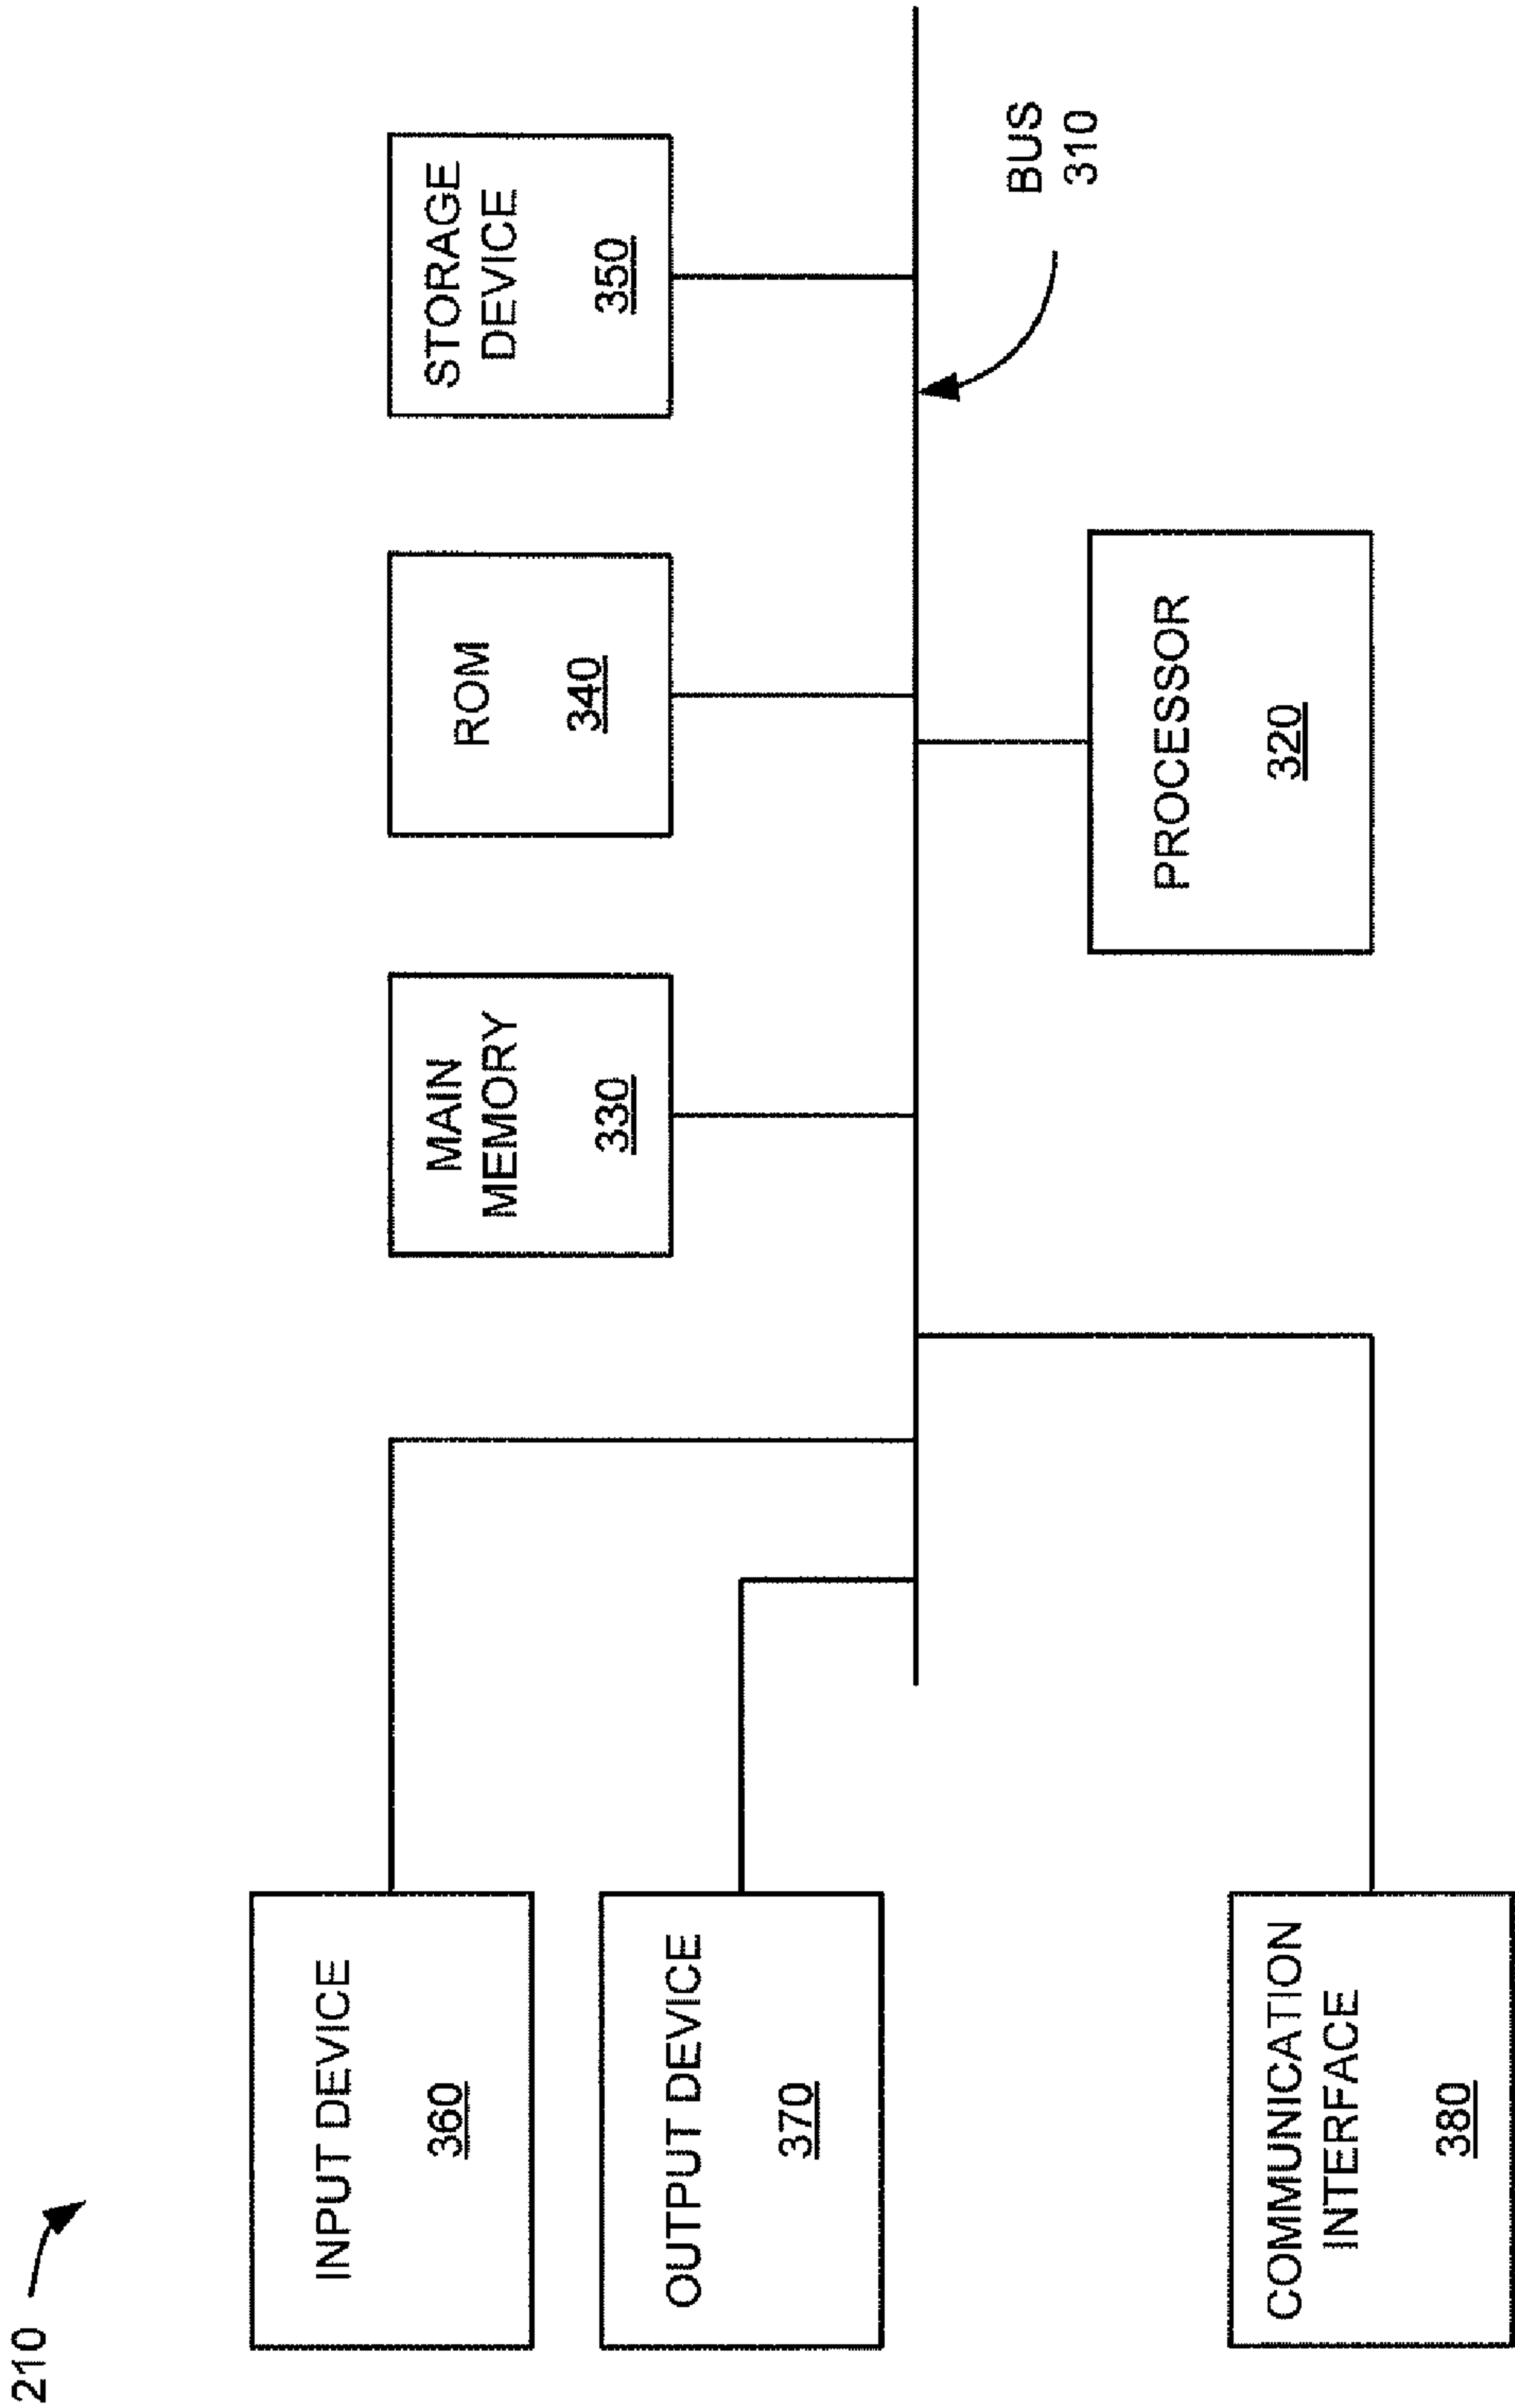 210
INPUT DEVICE
360
OUTPUT DEVICE
370
COMMUNICATION
INTERFACE
380
MAIN
MEMORY
330
ROM
340
STORAGE
DEVICE
350
BUS
310
PROCESSOR
320